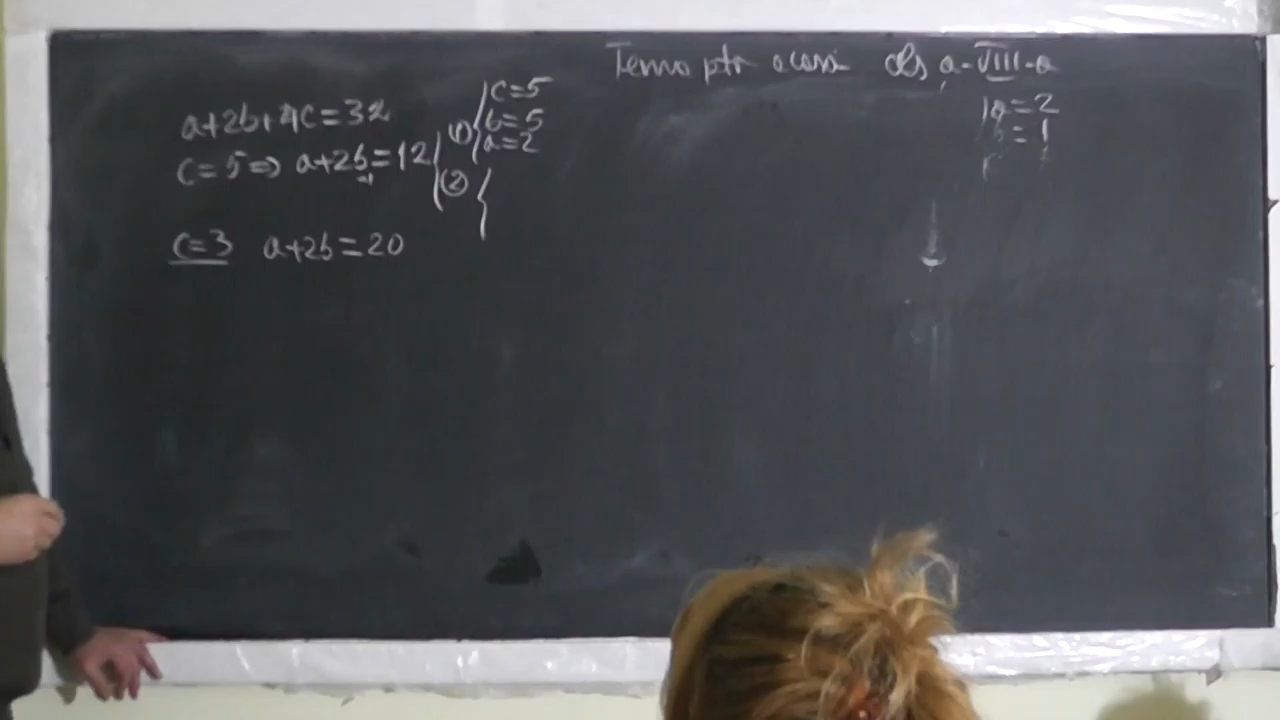 Tema ptr acasă cls a-VIII-a
a+2b+4c=32
c=5⇒ a+2b=12
(1) c=5
b=5
a=2
(2)
c=3 a+2b=20
a=2
=1